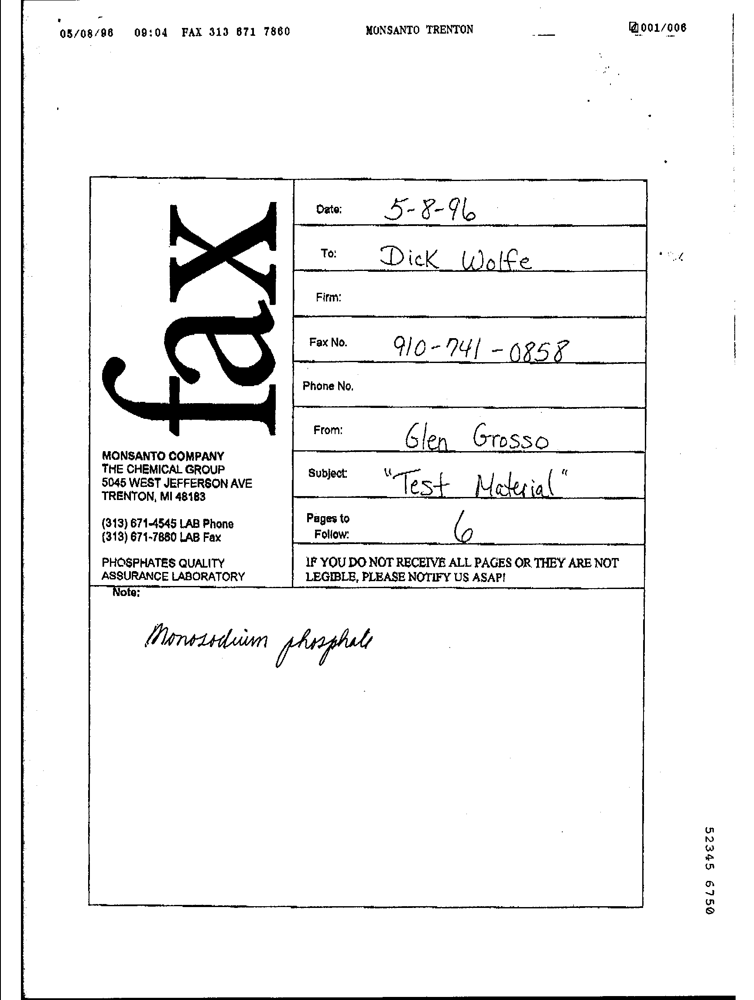 05/08/96 09:04 FAX 313 671 7860 MONSANTO TRENTON 001/006
fax
Date: 5-8-96
To: Dick Wolfe
Firm:
Fax No. 910-741-0858
Phone No.
From: Glen Grosso
Subject: "Test Material"
Pages to Follow: 6
MONSANTO COMPANY
THE CHEMICAL GROUP
5045 WEST JEFFERSON AVE
TRENTON, MI 48183
(313) 671-4545 LAB Phone
(313) 671-7860 LAB Fax
PHOSPHATES QUALITY
ASSURANCE LABORATORY
IF YOU DO NOT RECEIVE ALL PAGES OR THEY ARE NOT
LEGIBLE, PLEASE NOTIFY US ASAP!
Note:
Monosodium phosphate
52345 6750